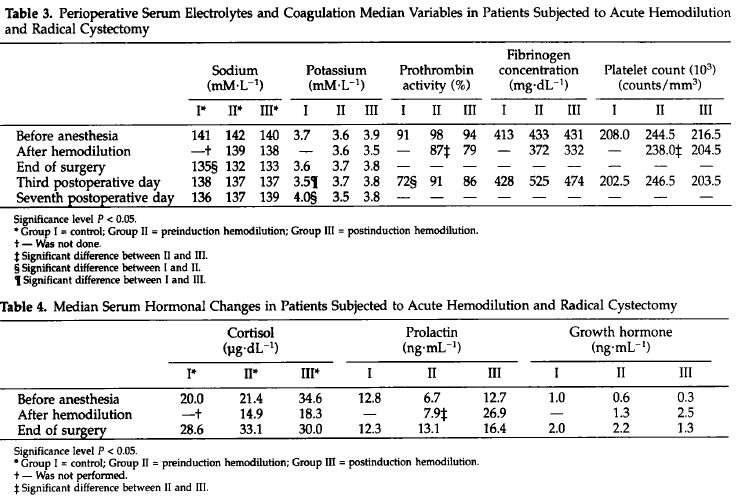 Table 3. Perioperative Serum Electrolytes and Coagulation Median Variables in Patients Subjected to Acute Hemodilution
and Radical Cystectomy
Sodium (mM·L⁻¹) Potassium (mM·L⁻¹) Prothrombin activity (%) Fibrinogen concentration (mg·dL⁻¹) Platelet count (10³) (counts/mm³)
I* II* III* I II III I II III I II III I II III
Before anesthesia 141 142 140 3.7 3.6 3.9 91 98 94 413 433 431 208.0 244.5 216.5
After hemodilution —† 139 138 — 3.6 3.5 — 87‡ 79 — 372 332 — 238.0‡ 204.5
End of surgery 135§ 132 133 3.6 3.7 3.8 — — — — — — — — —
Third postoperative day 138 137 137 3.5¶ 3.7 3.8 72§ 91 86 428 525 474 202.5 246.5 203.5
Seventh postoperative day 136 137 139 4.0§ 3.5 3.8 — — — — — — — — —
Significance level P < 0.05.
* Group I = control; Group II = preinduction hemodilution; Group III = postinduction hemodilution.
† — Was not done.
‡ Significant difference between II and III.
§ Significant difference between I and II.
¶ Significant difference between I and III.
Table 4. Median Serum Hormonal Changes in Patients Subjected to Acute Hemodilution and Radical Cystectomy
Cortisol (μg·dL⁻¹) Prolactin (ng·mL⁻¹) Growth hormone (ng·mL⁻¹)
I* II* III* I II III I II III
Before anesthesia 20.0 21.4 34.6 12.8 6.7 12.7 1.0 0.6 0.3
After hemodilution —† 14.9 18.3 — 7.9‡ 26.9 — 1.3 2.5
End of surgery 28.6 33.1 30.0 12.3 13.1 16.4 2.0 2.2 1.3
Significance level P < 0.05.
* Group I = control; Group II = preinduction hemodilution; Group III = postinduction hemodilution.
† — Was not performed.
‡ Significant difference between II and III.